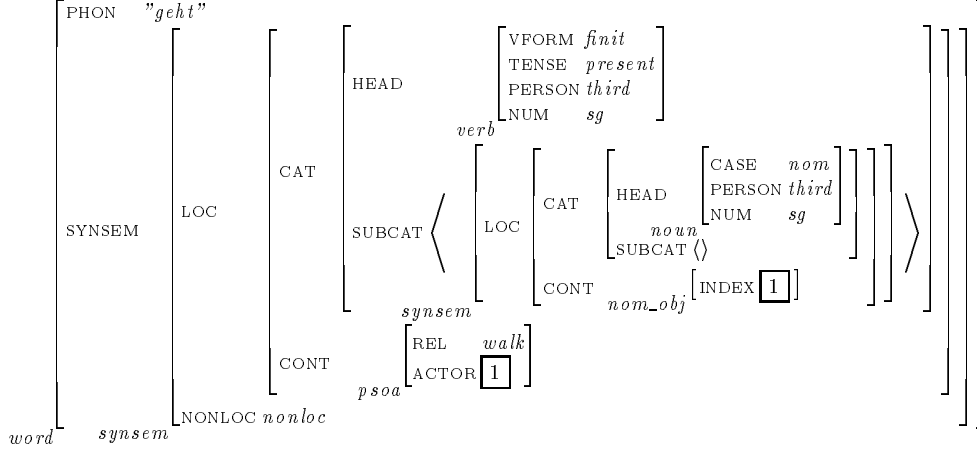 PHON "geht"
VFORM finit
TENSE present
HEAD
PERSON third
NUM sg
verb
CAT
CASE nom
HEAD
PERSON third
CAT
LOC
NUM sg
LOC
noun
SYNSEM
SUBCAT
SUBCAT ⟨⟩
CONT
INDEX 1
nom_obj
synsem
REL walk
CONT
ACTOR 1
psoa
NONLOC nonloc
synsem
word